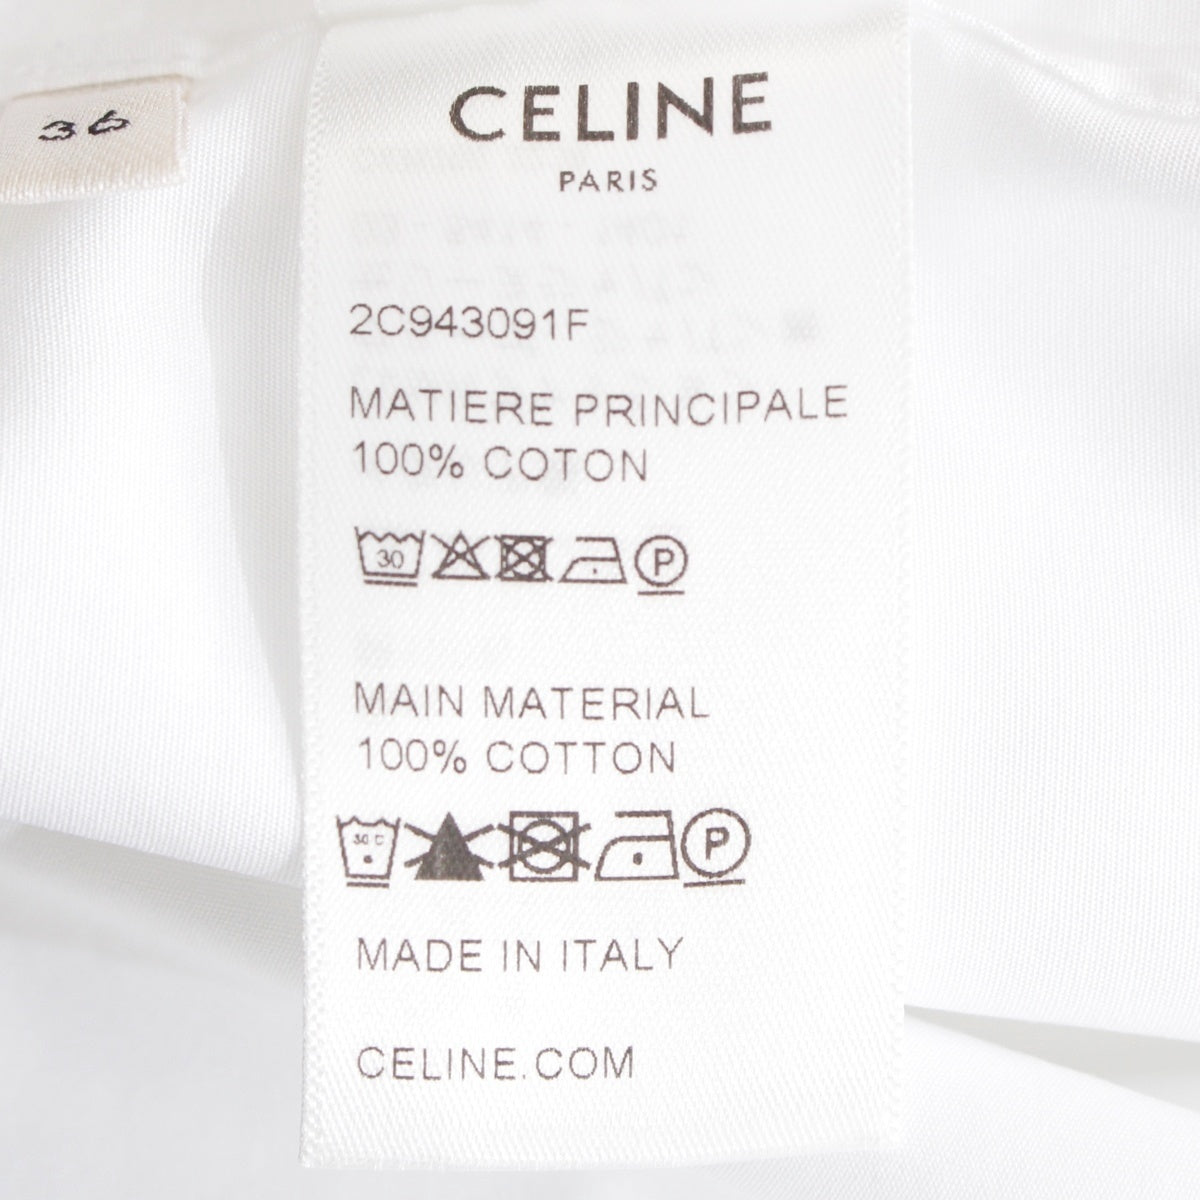 36
CELINE
PARIS
2C943091F
MATIERE PRINCIPALE
100% COTON
30
P
MAIN MATERIAL
100% COTTON
30 C
P
MADE IN ITALY
CELINE.COM